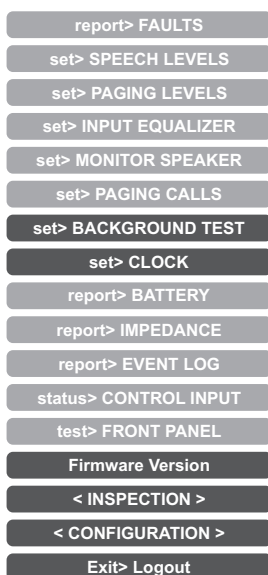 report> FAULTS
set> SPEECH LEVELS
set> PAGING LEVELS
set> INPUT EQUALIZER
set> MONITOR SPEAKER
set> PAGING CALLS
set> BACKGROUND TEST
set> CLOCK
report> BATTERY
report> IMPEDANCE
report> EVENT LOG
status> CONTROL INPUT
test> FRONT PANEL
Firmware Version
< INSPECTION >
< CONFIGURATION >
Exit> Logout